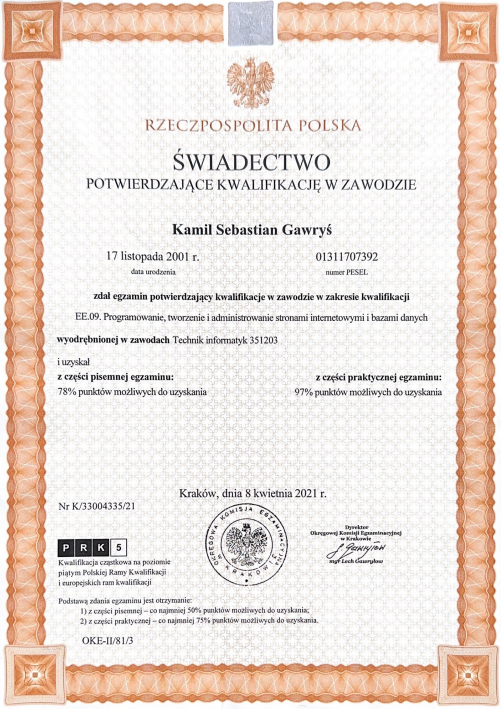 RZECZPOSPOLITA POLSKA
ŚWIADECTWO
POTWIERDZAJĄCE KWALIFIKACJĘ W ZAWODZIE
Kamil Sebastian Gawryś
17 listopada 2001 r. 01311707392
data urodzenia numer PESEL
zdał egzamin potwierdzający kwalifikacje w zawodzie w zakresie kwalifikacji
EE.09. Programowanie, tworzenie i administrowanie stronami internetowymi i bazami danych
wyodrębnionej w zawodach Technik informatyk 351203
i uzyskał
z części pisemnej egzaminu: z części praktycznej egzaminu:
78% punktów możliwych do uzyskania 97% punktów możliwych do uzyskania
Kraków, dnia 8 kwietnia 2021 r.
Nr K/33004335/21
OKRĘGOWA KOMISJA EGZAMINACYJNA
W KRAKOWIE
Dyrektor
Okręgowej Komisji Egzaminacyjnej
w Krakowie
mgr Lech Gawryłow
PRK5
Kwalifikacja cząstkowa na poziomie
piątym Polskiej Ramy Kwalifikacji
i europejskich ram kwalifikacji
Podstawą zdania egzaminu jest otrzymanie:
1) z części pisemnej – co najmniej 50% punktów możliwych do uzyskania;
2) z części praktycznej – co najmniej 75% punktów możliwych do uzyskania.
OKE-II/81/3